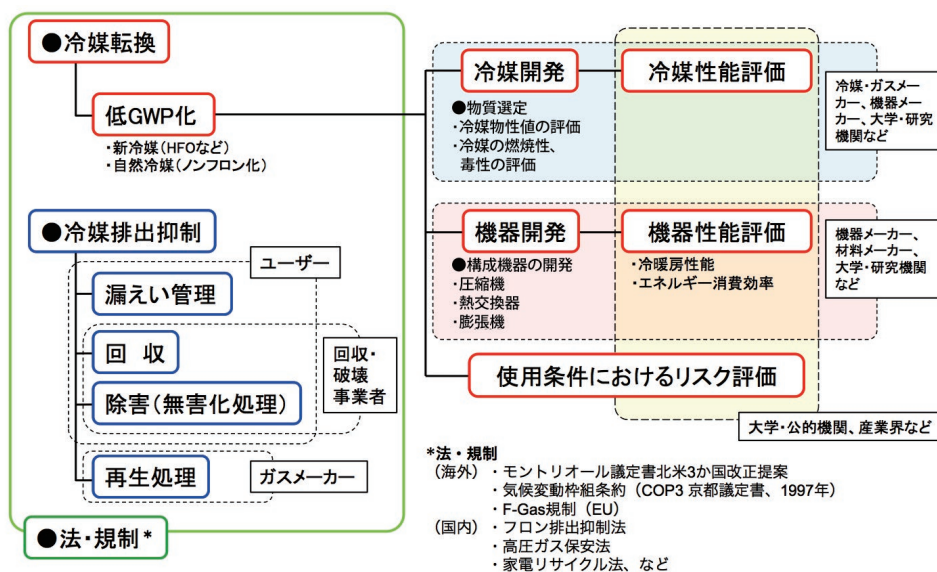 ●冷媒転換
低GWP化
・新冷媒(HFOなど)
・自然冷媒(ノンフロン化)
●冷媒排出抑制
ユーザー
漏えい管理
回 収
除害(無害化処理)
回収・
破壊
事業者
再生処理
ガスメーカー
●法・規制*
冷媒開発
冷媒性能評価
●物質選定
・冷媒物性値の評価
・冷媒の燃焼性、
毒性の評価
冷媒・ガスメー
カー、機器メー
カー、大学・研究
機関など
機器開発
機器性能評価
●構成機器の開発
・圧縮機
・熱交換器
・膨張機
・冷暖房性能
・エネルギー消費効率
機器メーカー、
材料メーカー、
大学・研究機関
など
使用条件におけるリスク評価
大学・公的機関、産業界など
*法・規制
(海外)・モントリオール議定書北米3か国改正提案
・気候変動枠組条約(COP3 京都議定書、1997年)
・F-Gas規制(EU)
(国内)・フロン排出抑制法
・高圧ガス保安法
・家電リサイクル法、など